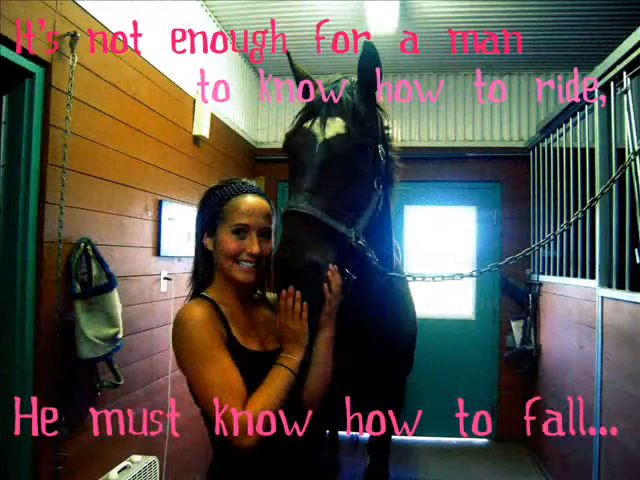 It's not enough for a man
to know how to ride,
He must know how to fall...